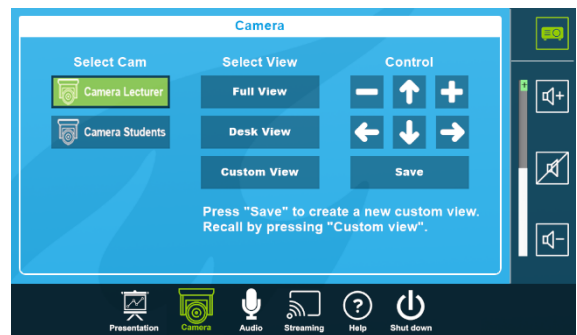 Camera
Select Cam
Select View
Control
Camera Lecturer
Full View
Camera Students
Desk View
Custom View
Save
Press "Save" to create a new custom view.
Recall by pressing "Custom view".
Presentation
Camera
Audio
Streaming
Help
Shut down